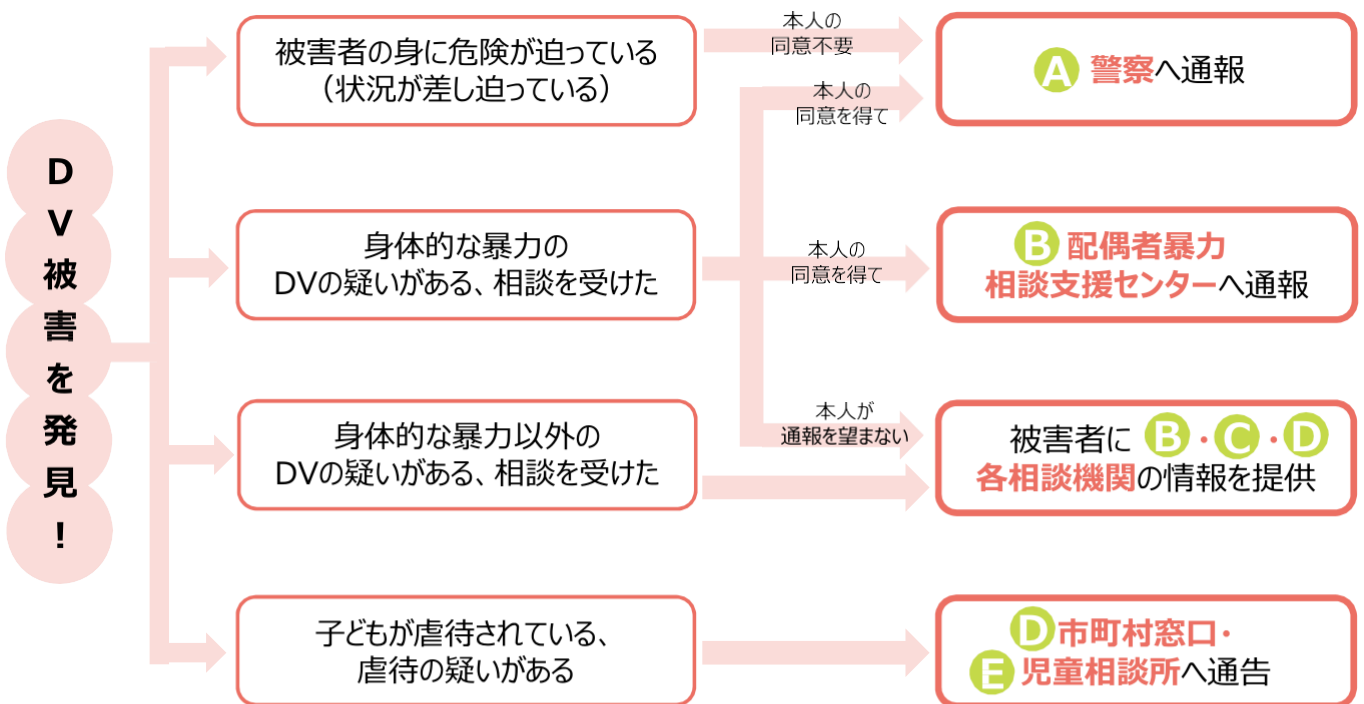 DV被害を発見！
被害者の身に危険が迫っている
（状況が差し迫っている）
本人の
同意不要
A 警察へ通報
本人の
同意を得て
身体的な暴力の
DVの疑いがある、相談を受けた
本人の
同意を得て
B 配偶者暴力
相談支援センターへ通報
身体的な暴力以外の
DVの疑いがある、相談を受けた
本人が
通報を望まない
被害者に B・C・D
各相談機関の情報を提供
子どもが虐待されている、
虐待の疑いがある
D 市町村窓口・
E 児童相談所へ通告